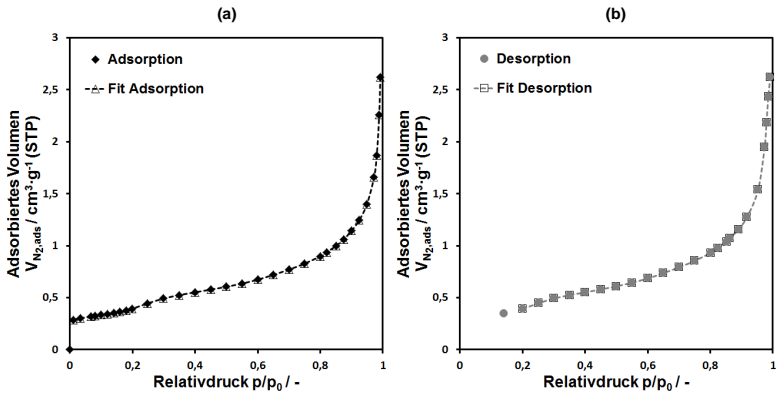 (a)
Adsorbiertes Volumen
V_N2,ads / cm³·g⁻¹ (STP)
3
2,5
2
1,5
1
0,5
0
Adsorption
Fit Adsorption
0
0,2
0,4
0,6
0,8
1
Relativdruck p/p₀ / -
(b)
Adsorbiertes Volumen
V_N2,ads / cm³·g⁻¹ (STP)
3
2,5
2
1,5
1
0,5
0
Desorption
Fit Desorption
0
0,2
0,4
0,6
0,8
1
Relativdruck p/p₀ / -